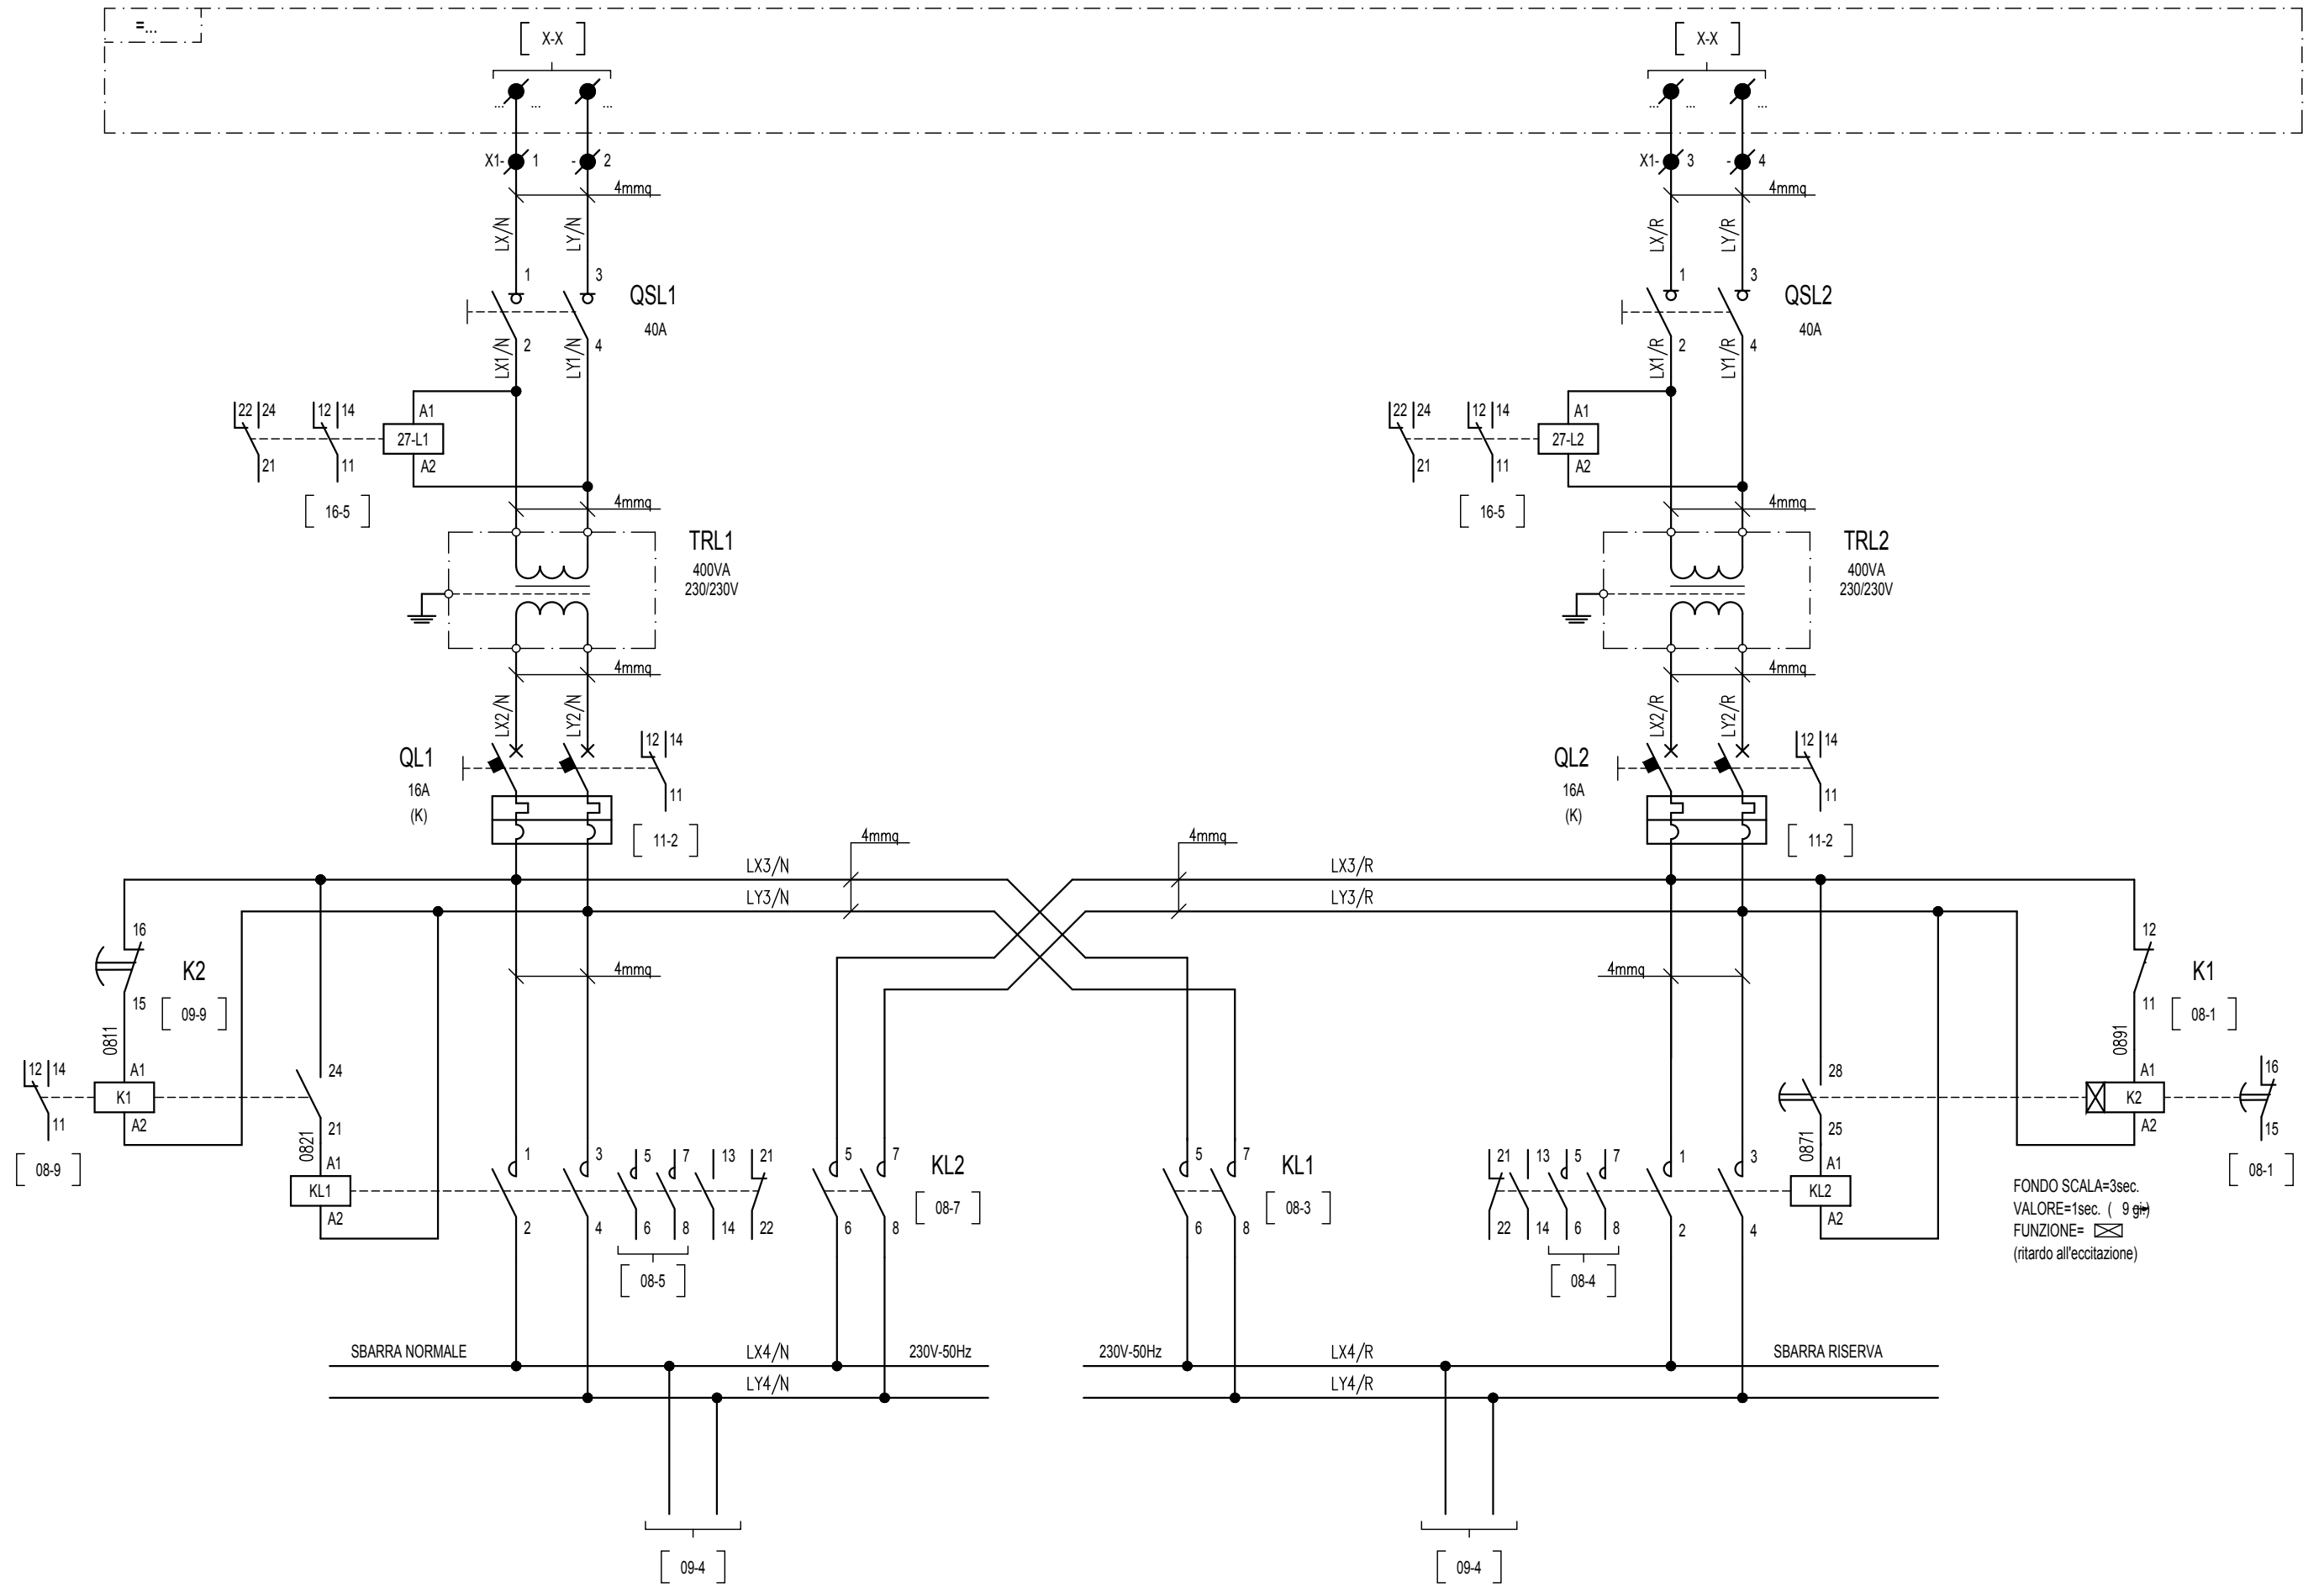 =...
X-X
X-X
... ... ...
... ... ...
X1- 1 - 2
X1- 3 - 4
4mmq
4mmq
LX/N LY/N
LX/R LY/R
1 3
QSL1
40A
1 3
QSL2
40A
2 4
2 4
LX1/N LY1/N
LX1/R LY1/R
22 24 12 14 A1
27-L1
21 11 A2
16-5
22 24 12 14 A1
27-L2
21 11 A2
16-5
4mmq
4mmq
TRL1
400VA
230/230V
TRL2
400VA
230/230V
4mmq
4mmq
LX2/N LY2/N
LX2/R LY2/R
QL1
16A
(K)
12 14
11
11-2
QL2
16A
(K)
12 14
11
11-2
4mmq
4mmq
LX3/N
LX3/R
LY3/N
LY3/R
16
K2
15
09-9
0811
4mmq
4mmq
12
K1
11
08-1
0891
12 14
11
08-9
A1
K1
A2
24
21
0821
A1
KL1
A2
1 3 5 7 13 21
2 4 6 8 14 22
08-5
5 7
KL2
08-7
6 8
5 7
KL1
08-3
6 8
21 13 5 7 1 3
22 14 6 8 2 4
08-4
28
25
0871
A1
KL2
A2
A1
K2
A2
16
15
08-1
FONDO SCALA=3sec.
VALORE=1sec. ( 9 gi.)
FUNZIONE=
(ritardo all'eccitazione)
SBARRA NORMALE LX4/N 230V-50Hz
LY4/N
230V-50Hz LX4/R SBARRA RISERVA
LY4/R
09-4
09-4